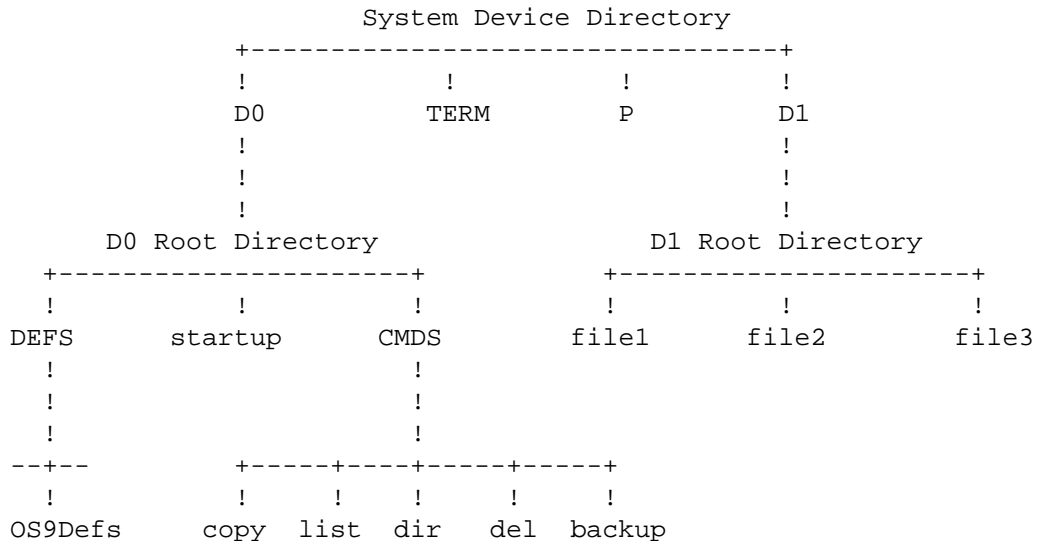 System Device Directory
+---------------------------------+
! ! ! !
D0 TERM P D1
! !
! !
! !
D0 Root Directory D1 Root Directory
+----------------------+ +----------------------+
! ! ! ! ! !
DEFS startup CMDS file1 file2 file3
! !
! !
! !
--+-- +-----+----+-----+-----+
! ! ! ! ! !
OS9Defs copy list dir del backup